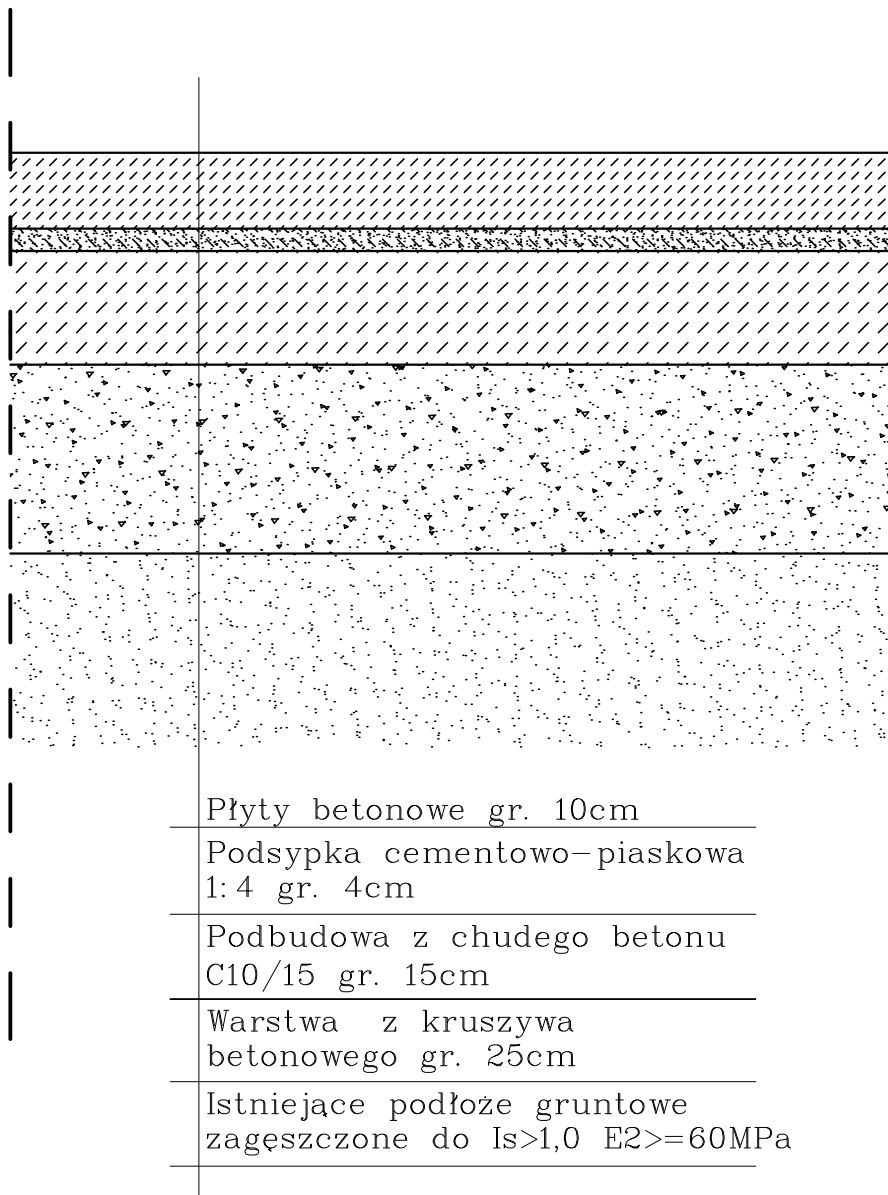 Płyty betonowe gr. 10cm
Podsypka cementowo-piaskowa
1:4 gr. 4cm
Podbudowa z chudego betonu
C10/15 gr. 15cm
Warstwa z kruszywa
betonowego gr. 25cm
Istniejące podłoże gruntowe
zagęszczone do Is>1,0 E2>=60MPa